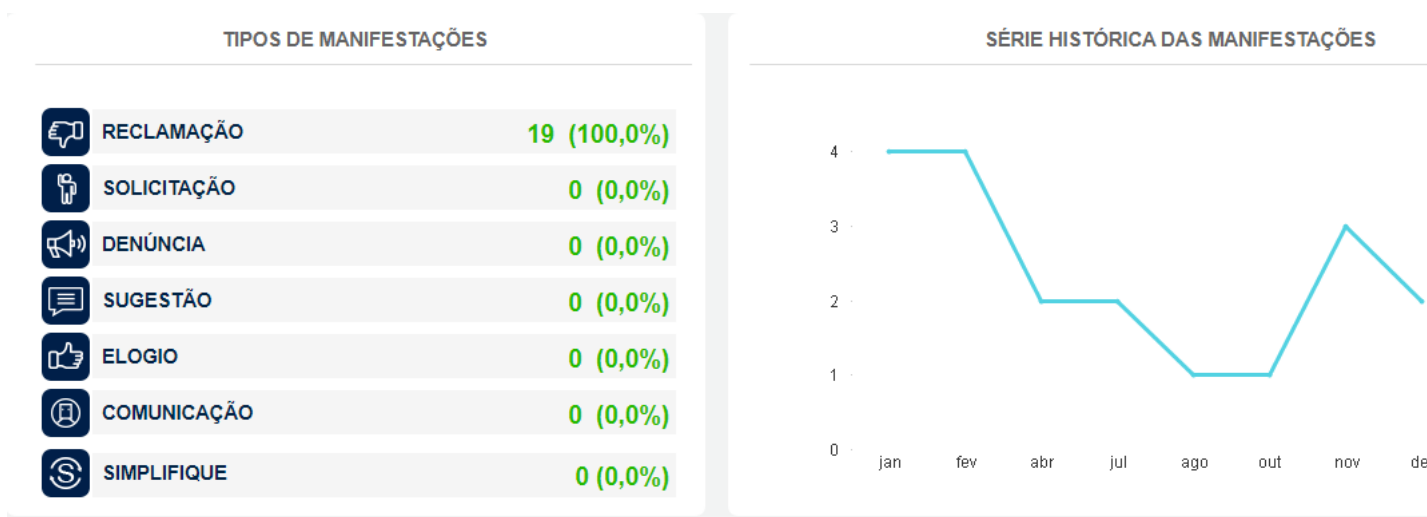 TIPOS DE MANIFESTAÇÕES
RECLAMAÇÃO 19 (100,0%)
SOLICITAÇÃO 0 (0,0%)
DENÚNCIA 0 (0,0%)
SUGESTÃO 0 (0,0%)
ELOGIO 0 (0,0%)
COMUNICAÇÃO 0 (0,0%)
SIMPLIFIQUE 0 (0,0%)
SÉRIE HISTÓRICA DAS MANIFESTAÇÕES
4
3
2
1
0
jan fev abr jul ago out nov de